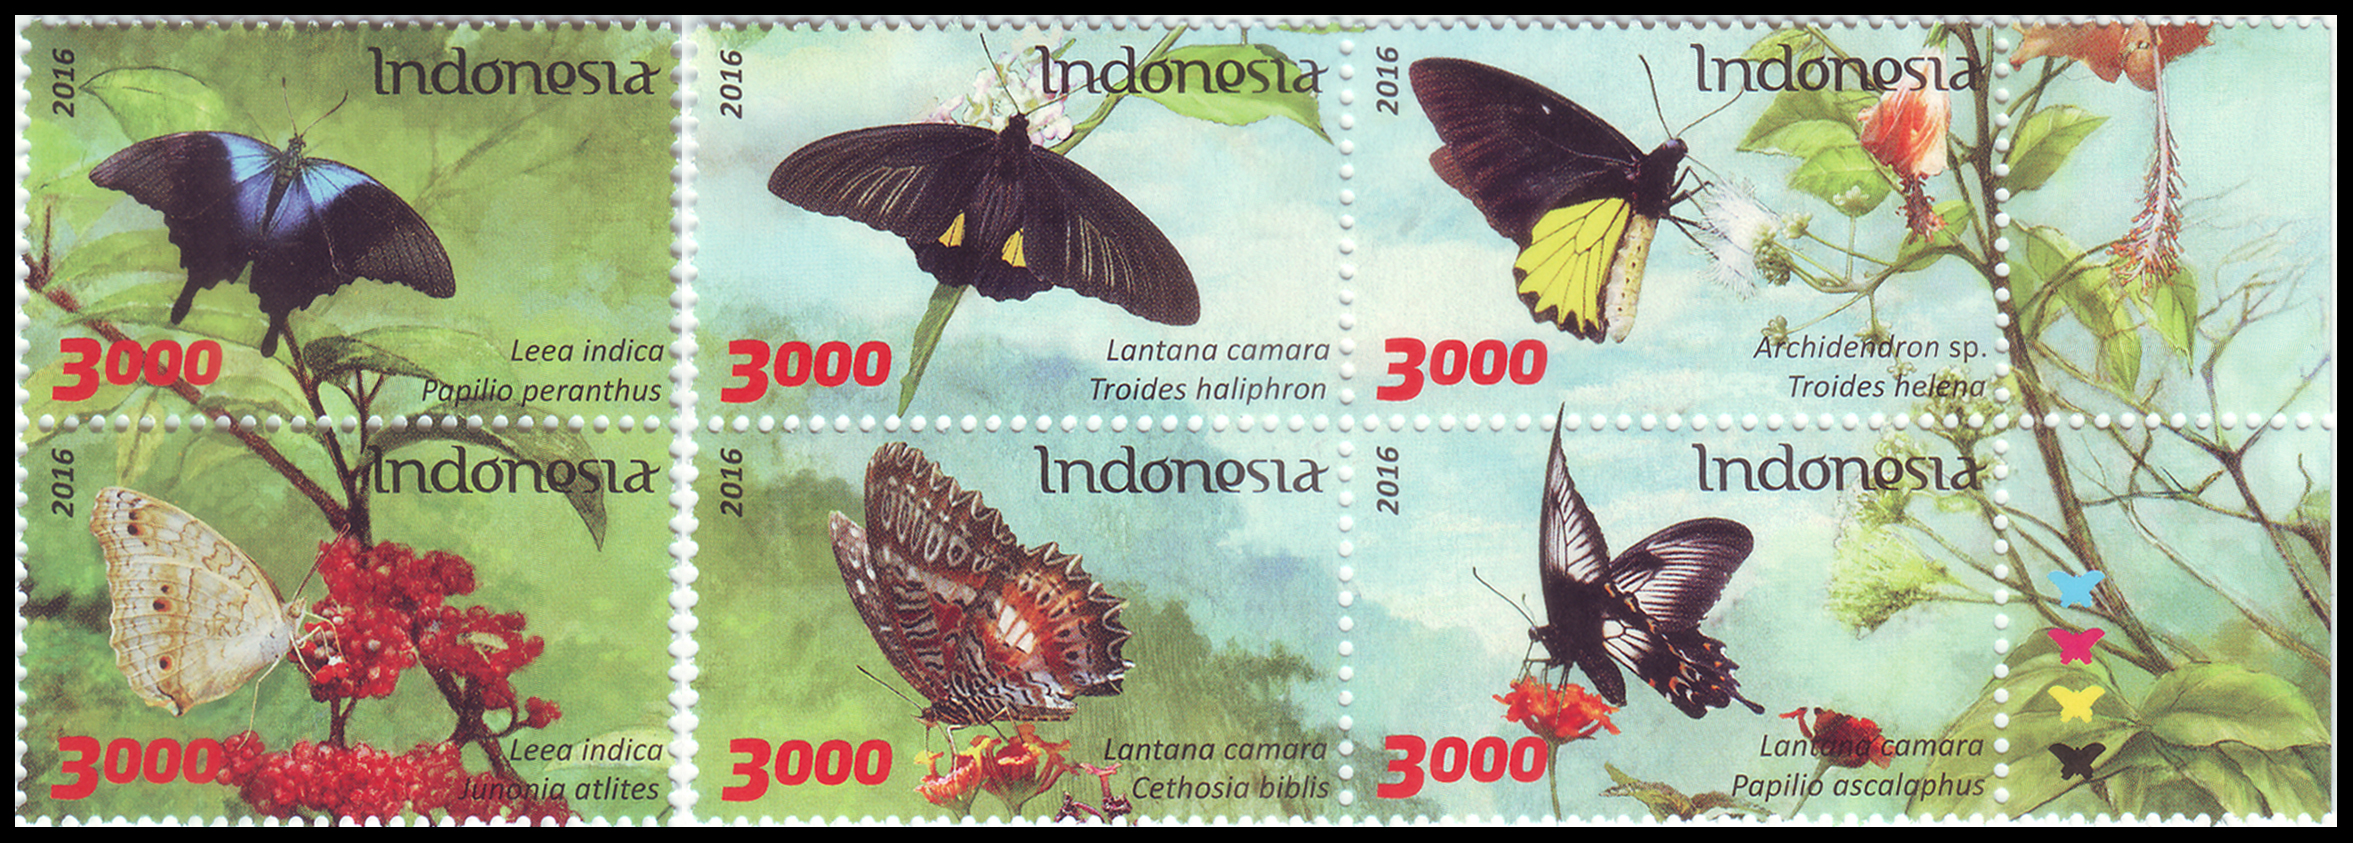 2016
Indonesia
3000
Leea indica
Papilio peranthus
2016
Indonesia
3000
Lantana camara
Troides haliphron
2016
Indonesia
3000
Archidendron sp.
Troides helena
2016
Indonesia
3000
Leea indica
Junonia atlites
2016
Indonesia
3000
Lantana camara
Cethosia biblis
2016
Indonesia
3000
Lantana camara
Papilio ascalaphus